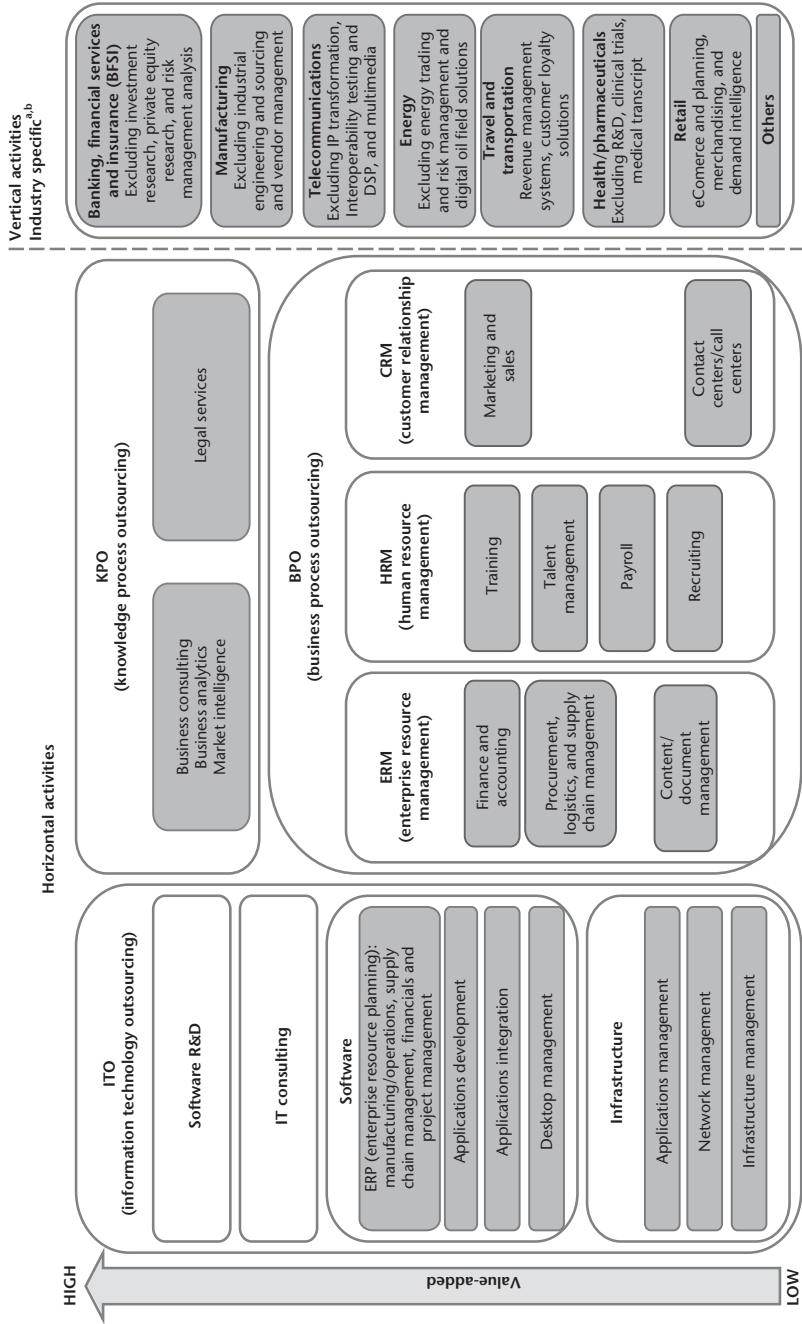 Horizontal activities
Vertical activities
Industry specific a,b
HIGH
Value-added
LOW
ITO
(information technology outsourcing)
Software R&D
IT consulting
Software
ERP (enterprise resource planning):
manufacturing/operations, supply
chain management, financials and
project management
Applications development
Applications integration
Desktop management
Infrastructure
Applications management
Network management
Infrastructure management
KPO
(knowledge process outsourcing)
Business consulting
Business analytics
Market intelligence
Legal services
BPO
(business process outsourcing)
ERM
(enterprise resource
management)
Finance and
accounting
Procurement,
logistics, and supply
chain management
Content/
document
management
HRM
(human resource
management)
Training
Talent
management
Payroll
Recruiting
CRM
(customer relationship
management)
Marketing and
sales
Contact
centers/call
centers
Banking, financial services
and insurance (BFSI)
Excluding investment
research, private equity
research, and risk
management analysis
Manufacturing
Excluding industrial
engineering and sourcing
and vendor management
Telecommunications
Excluding IP transformation,
Interoperability testing and
DSP, and multimedia
Energy
Excluding energy trading
and risk management and
digital oil field solutions
Travel and
transportation
Revenue management
systems, customer loyalty
solutions
Health/pharmaceuticals
Excluding R&D, clinical trials,
medical transcript
Retail
eComerce and planning,
merchandising, and
demand intelligence
Others